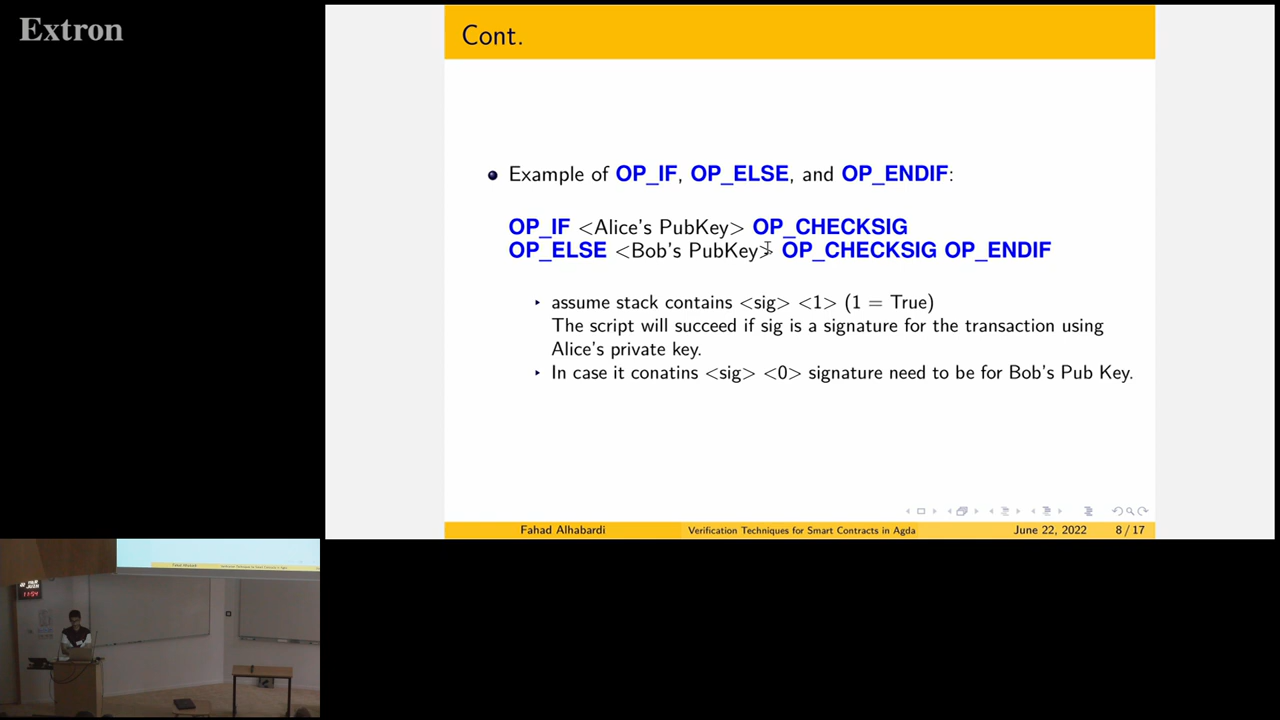 Extron
Cont.
Example of OP_IF, OP_ELSE, and OP_ENDIF:
OP_IF <Alice's PubKey> OP_CHECKSIG
OP_ELSE <Bob's PubKey> OP_CHECKSIG OP_ENDIF
assume stack contains <sig> <1> (1 = True)
The script will succeed if sig is a signature for the transaction using
Alice's private key.
In case it conatins <sig> <0> signature need to be for Bob's Pub Key.
Fahad Alhabardi Verification Techniques for Smart Contracts in Agda June 22, 2022 8 / 17
11:54